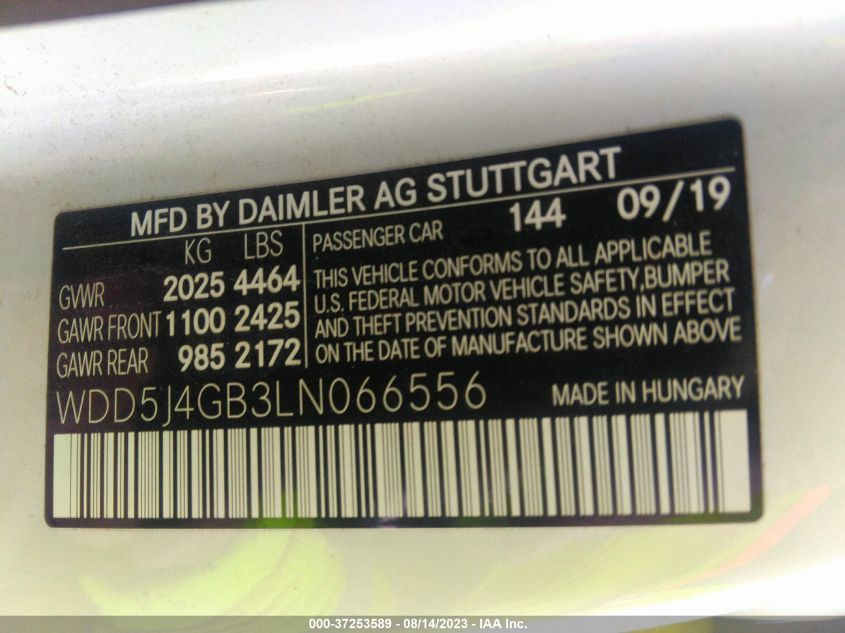 MFD BY DAIMLER AG STUTTGART
KG LBS
GVWR 2025 4464
GAWR FRONT 1100 2425
GAWR REAR 985 2172
PASSENGER CAR 144 09/19
THIS VEHICLE CONFORMS TO ALL APPLICABLE
U.S. FEDERAL MOTOR VEHICLE SAFETY,BUMPER
AND THEFT PREVENTION STANDARDS IN EFFECT
ON THE DATE OF MANUFACTURE SHOWN ABOVE
WDD5J4GB3LN066556 MADE IN HUNGARY
000-37253589 - 08/14/2023 - IAA Inc.